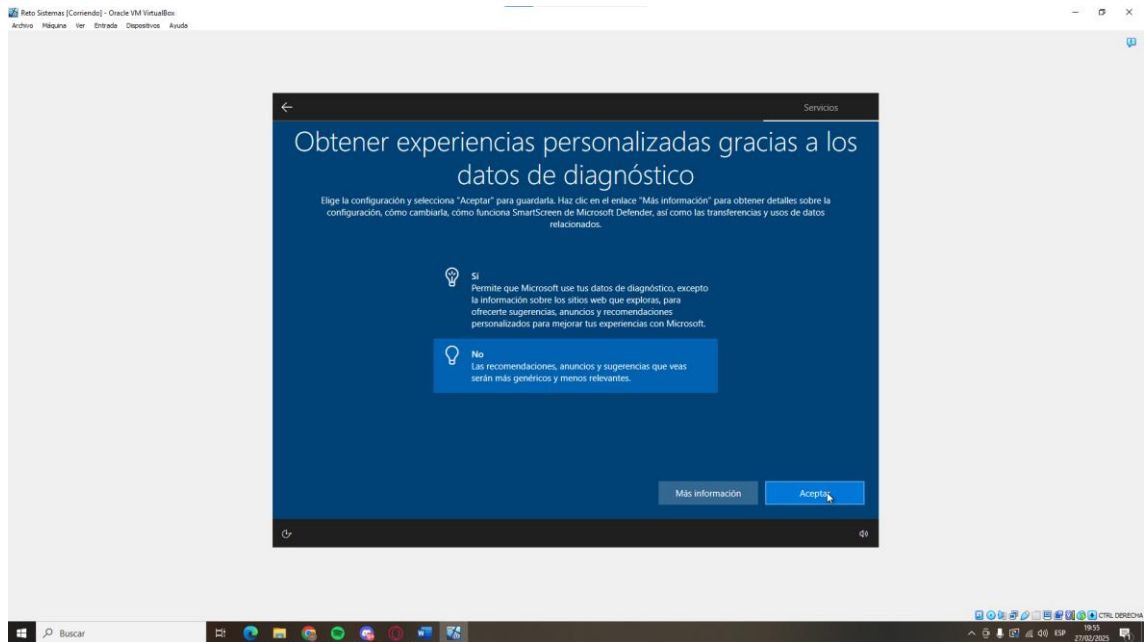 Reto Sistemas [Corriendo] - Oracle VM VirtualBox
Archivo Máquina Ver Entrada Dispositivos Ayuda
Servicios
Obtener experiencias personalizadas gracias a los
datos de diagnóstico
Elige la configuración y selecciona "Aceptar" para guardarla. Haz clic en el enlace "Más información" para obtener detalles sobre la
configuración, cómo cambiarla, cómo funciona SmartScreen de Microsoft Defender, así como las transferencias y usos de datos
relacionados.
Sí
Permite que Microsoft use tus datos de diagnóstico, excepto
la información sobre los sitios web que exploras, para
ofrecerte sugerencias, anuncios y recomendaciones
personalizados para mejorar tus experiencias con Microsoft.
No
Las recomendaciones, anuncios y sugerencias que veas
serán más genéricos y menos relevantes.
Más información
Aceptar
CTRL DERECHA
Buscar
ESP
19:55
27/02/2025